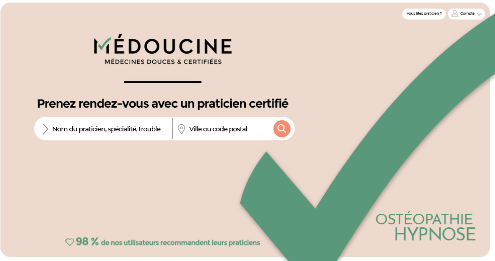 Vous êtes praticien ?
Connexion
MÉDOUCINE
MÉDECINES DOUCES & CERTIFIÉES
Prenez rendez-vous avec un praticien certifié
Nom du praticien, spécialité, trouble
Ville ou code postal
OSTÉOPATHIE
HYPNOSE
98 % de nos utilisateurs recommandent leurs praticiens